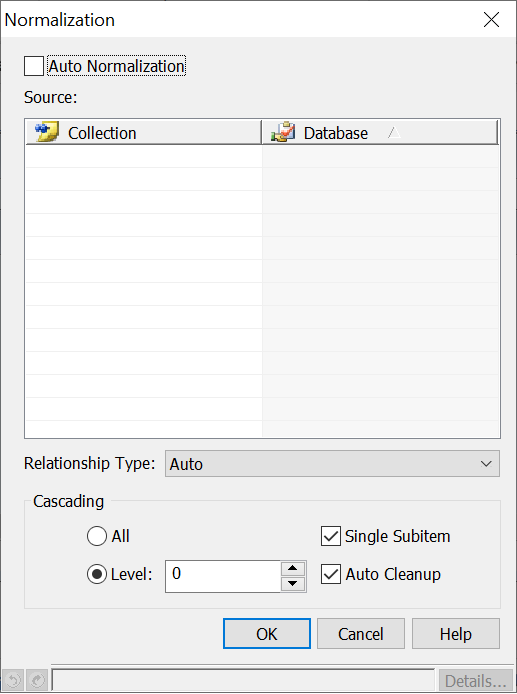 Normalization
Auto Normalization
Source:
Collection Database
Relationship Type: Auto
Cascading
All Single Subitem
Level: 0 Auto Cleanup
OK Cancel Help
Details...